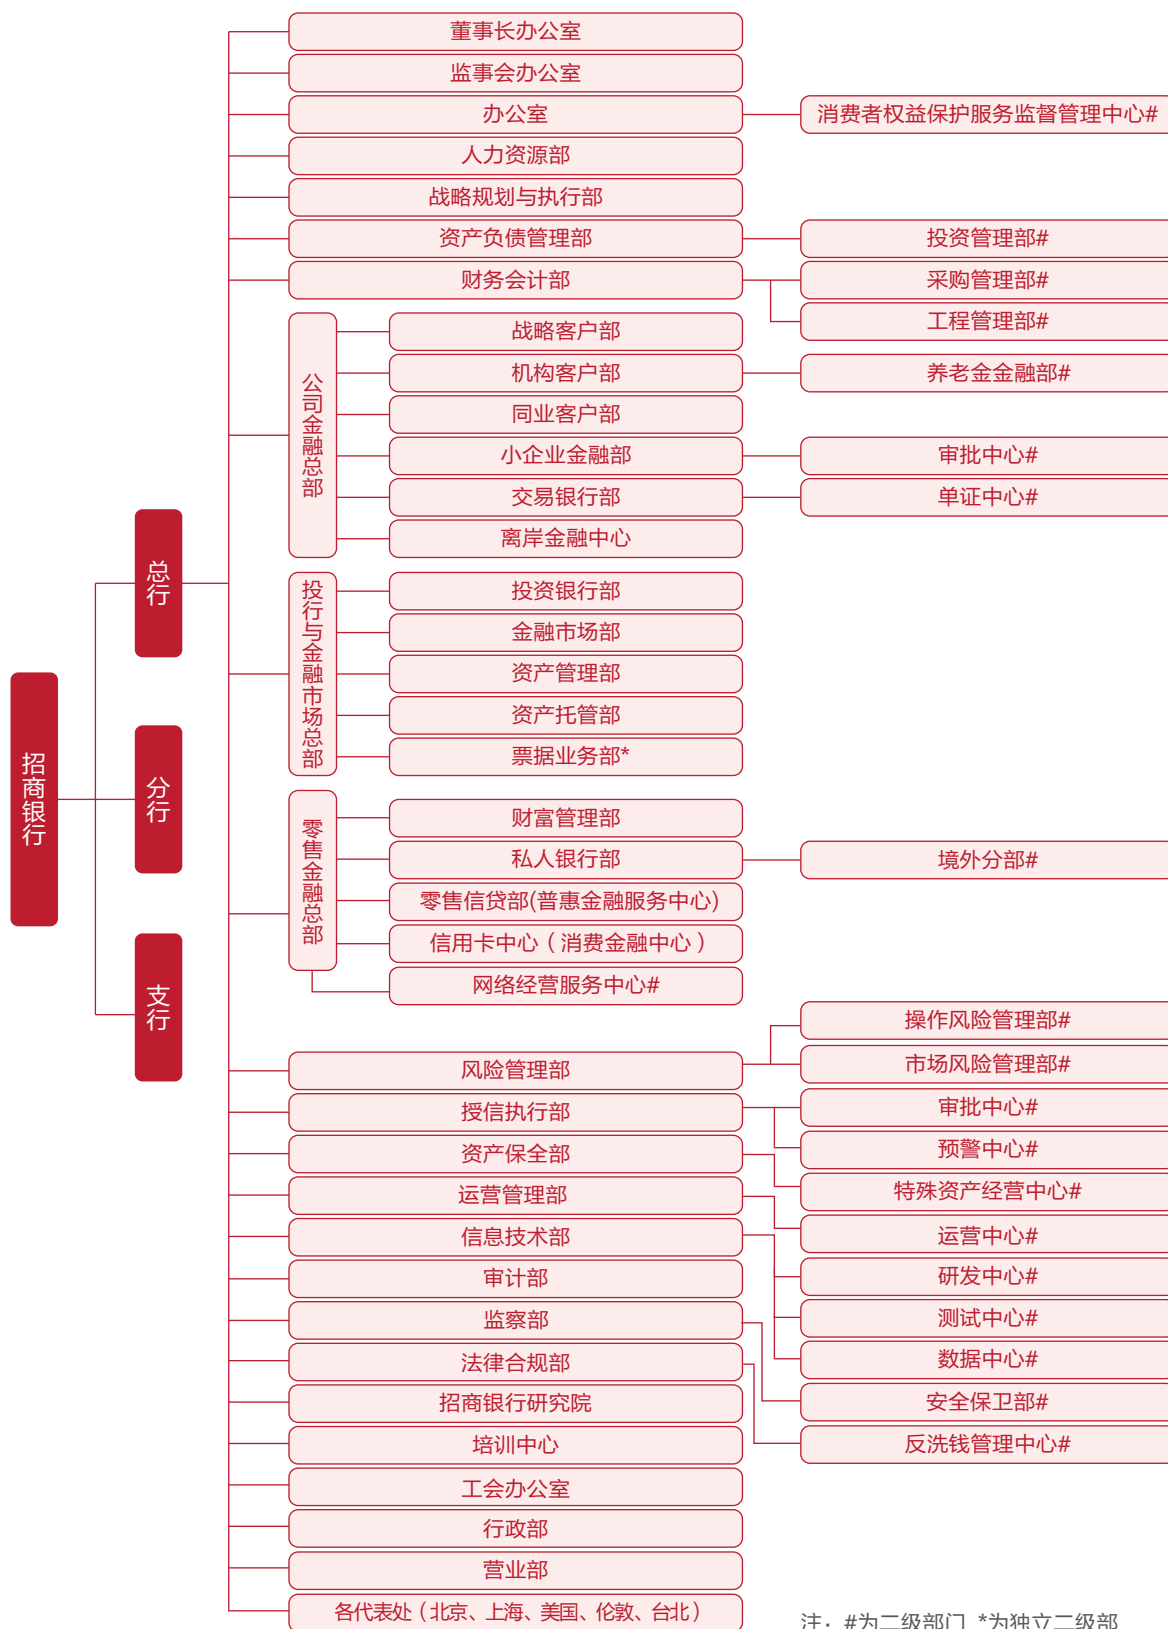 招商银行
总行
分行
支行
董事长办公室
监事会办公室
办公室
消费者权益保护服务监督管理中心#
人力资源部
战略规划与执行部
资产负债管理部
投资管理部#
财务会计部
采购管理部#
工程管理部#
公司金融总部
战略客户部
机构客户部
养老金金融部#
同业客户部
小企业金融部
审批中心#
交易银行部
单证中心#
离岸金融中心
投行与金融市场总部
投资银行部
金融市场部
资产管理部
资产托管部
票据业务部*
零售金融总部
财富管理部
私人银行部
境外分部#
零售信贷部(普惠金融服务中心)
信用卡中心（消费金融中心）
网络经营服务中心#
风险管理部
操作风险管理部#
市场风险管理部#
授信执行部
审批中心#
预警中心#
资产保全部
特殊资产经营中心#
运营管理部
运营中心#
信息技术部
研发中心#
测试中心#
数据中心#
审计部
监察部
安全保卫部#
法律合规部
反洗钱管理中心#
招商银行研究院
培训中心
工会办公室
行政部
营业部
各代表处（北京、上海、美国、伦敦、台北）
注：#为二级部门 *为独立二级部